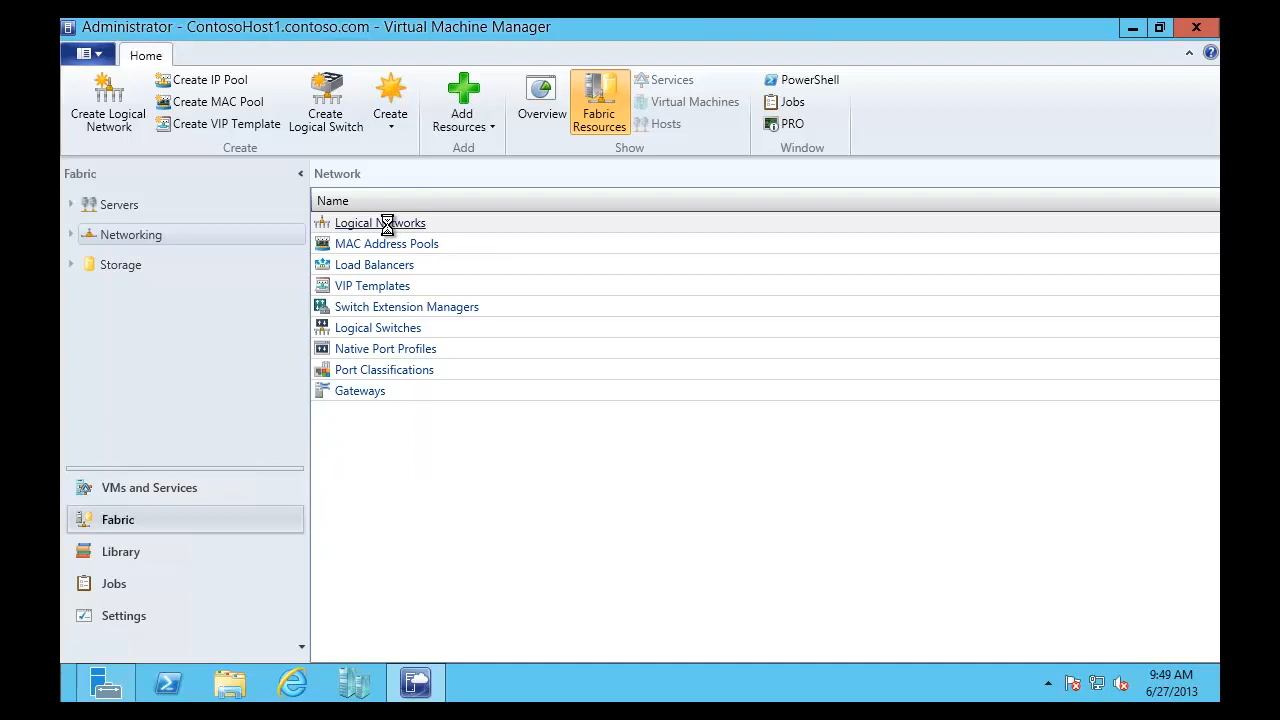 Administrator - ContosoHost1.contoso.com - Virtual Machine Manager
Home
Create Logical Network
Create IP Pool
Create MAC Pool
Create VIP Template
Create Logical Switch
Create
Create
Add Resources
Add
Overview
Fabric Resources
Services
Virtual Machines
Hosts
Show
PowerShell
Jobs
PRO
Window
Fabric
Servers
Networking
Storage
VMs and Services
Fabric
Library
Jobs
Settings
Network
Name
Logical Networks
MAC Address Pools
Load Balancers
VIP Templates
Switch Extension Managers
Logical Switches
Native Port Profiles
Port Classifications
Gateways
9:49 AM
6/27/2013